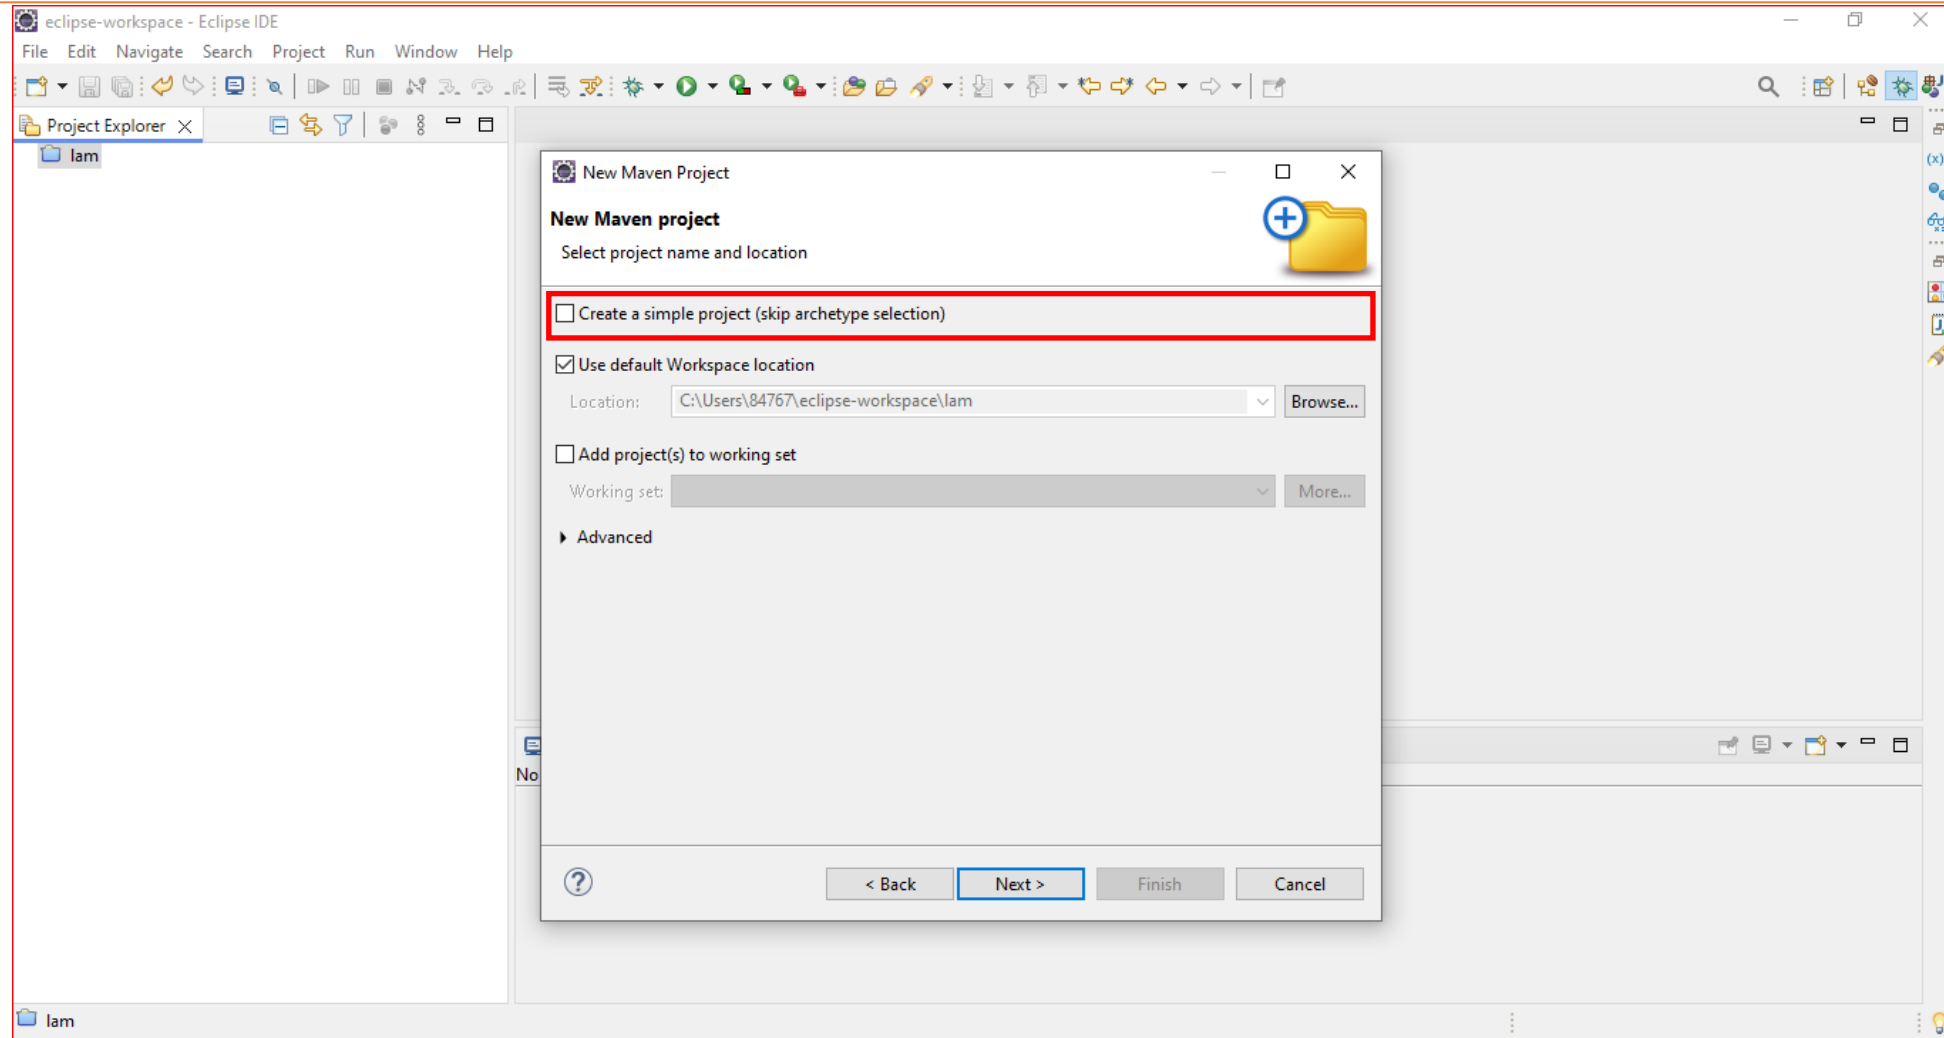 eclipse-workspace - Eclipse IDE
File Edit Navigate Search Project Run Window Help
Project Explorer
lam
New Maven Project
New Maven project
Select project name and location
Create a simple project (skip archetype selection)
Use default Workspace location
Location: C:\Users\84767\eclipse-workspace\lam Browse...
Add project(s) to working set
Working set: More...
Advanced
No
< Back Next > Finish Cancel
lam